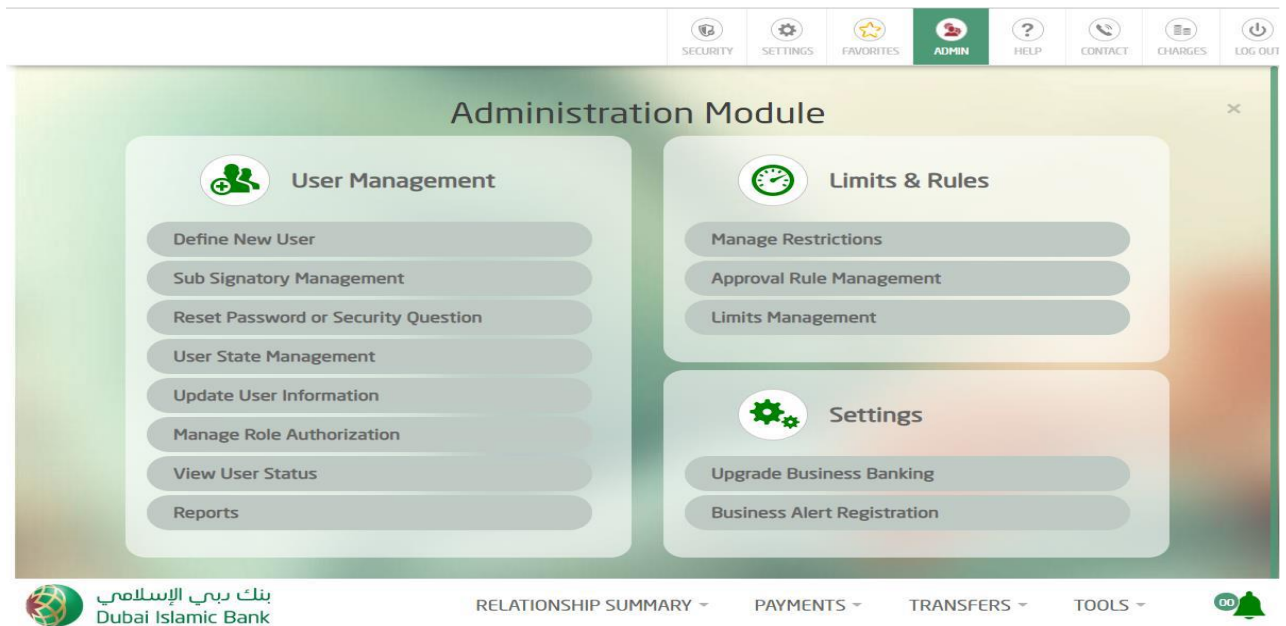 SECURITY SETTINGS FAVORITES ADMIN HELP CONTACT CHARGES LOG OUT
Administration Module
User Management
Define New User
Sub Signatory Management
Reset Password or Security Question
User State Management
Update User Information
Manage Role Authorization
View User Status
Reports
Limits & Rules
Manage Restrictions
Approval Rule Management
Limits Management
Settings
Upgrade Business Banking
Business Alert Registration
بنك دبي الإسلامي
Dubai Islamic Bank
RELATIONSHIP SUMMARY PAYMENTS TRANSFERS TOOLS 00